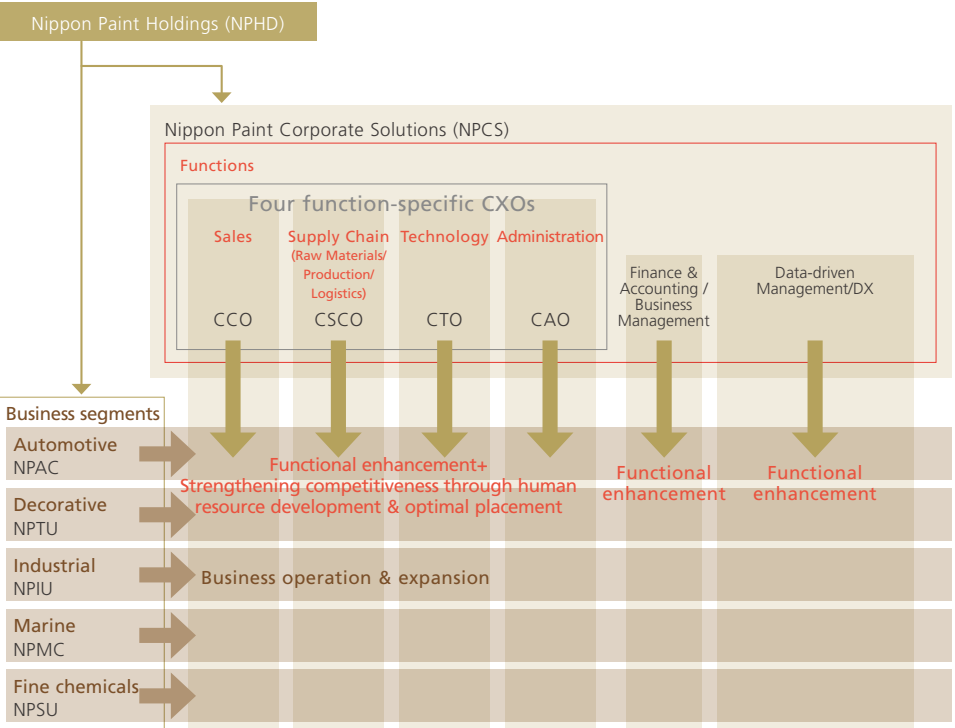 Nippon Paint Holdings (NPHD)
Nippon Paint Corporate Solutions (NPCS)
Functions
Four function-specific CXOs
Sales
CCO
Supply Chain
(Raw Materials/
Production/
Logistics)
CSCO
Technology
CTO
Administration
CAO
Finance &
Accounting /
Business
Management
Data-driven
Management/DX
Business segments
Automotive
NPAC
Decorative
NPTU
Industrial
NPIU
Marine
NPMC
Fine chemicals
NPSU
Functional enhancement+
Strengthening competitiveness through human
resource development & optimal placement
Functional
enhancement
Functional
enhancement
Business operation & expansion